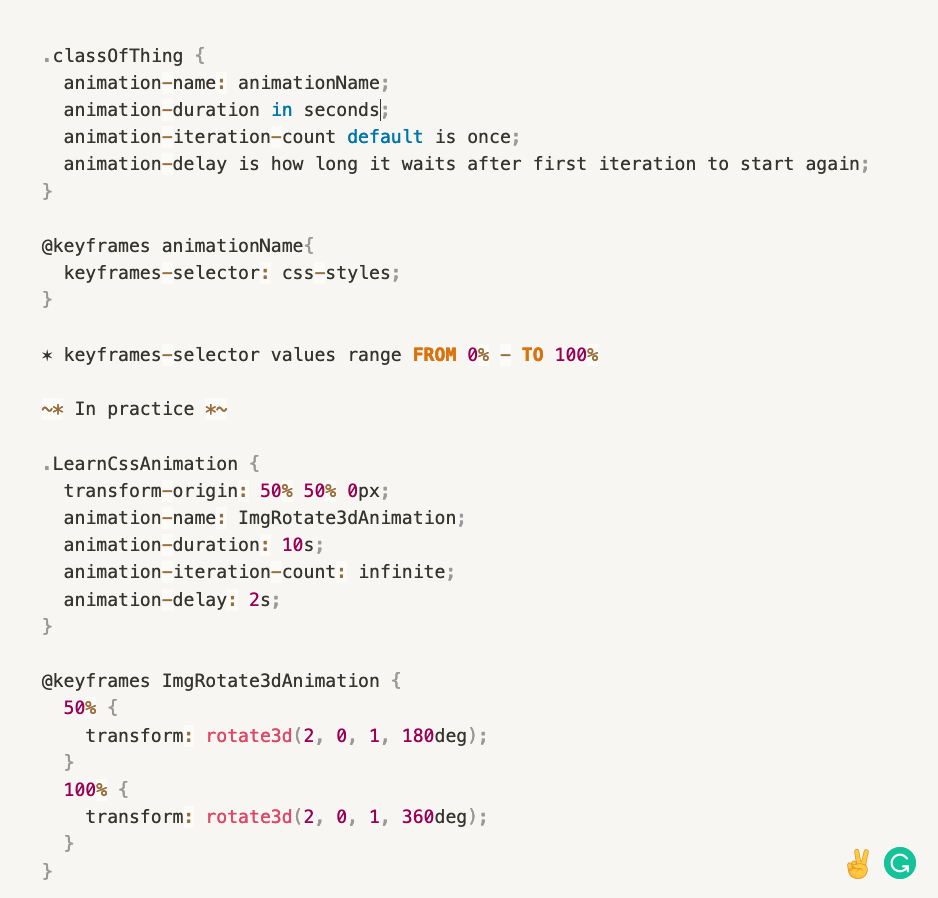 .classOfThing {
  animation-name: animationName;
  animation-duration in seconds;
  animation-iteration-count default is once;
  animation-delay is how long it waits after first iteration to start again;
}

@keyframes animationName{
  keyframes-selector: css-styles;
}

* keyframes-selector values range FROM 0% - TO 100%

~* In practice *~

.LearnCssAnimation {
  transform-origin: 50% 50% 0px;
  animation-name: ImgRotate3dAnimation;
  animation-duration: 10s;
  animation-iteration-count: infinite;
  animation-delay: 2s;
}

@keyframes ImgRotate3dAnimation {
  50% {
    transform: rotate3d(2, 0, 1, 180deg);
  }
  100% {
    transform: rotate3d(2, 0, 1, 360deg);
  }
}